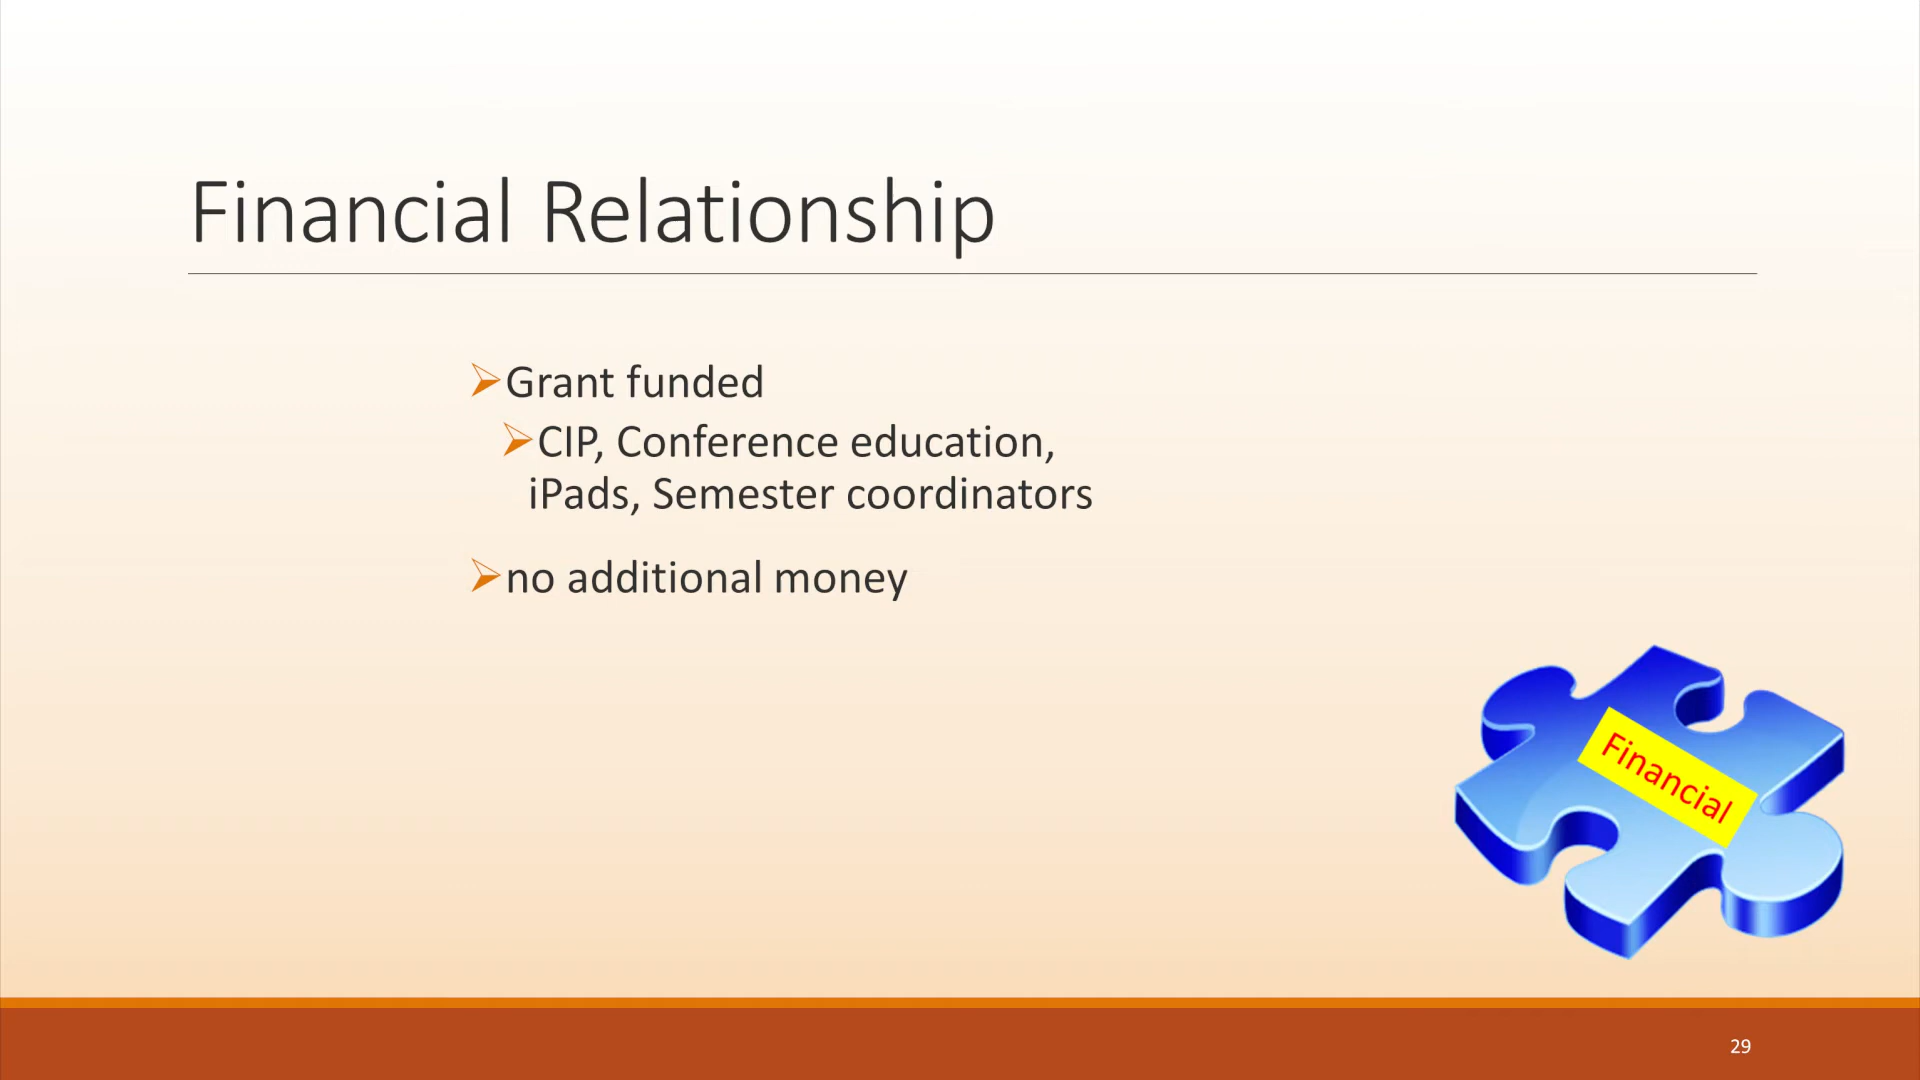 Financial Relationship
Grant funded
CIP, Conference education,
iPads, Semester coordinators
no additional money
Financial
29